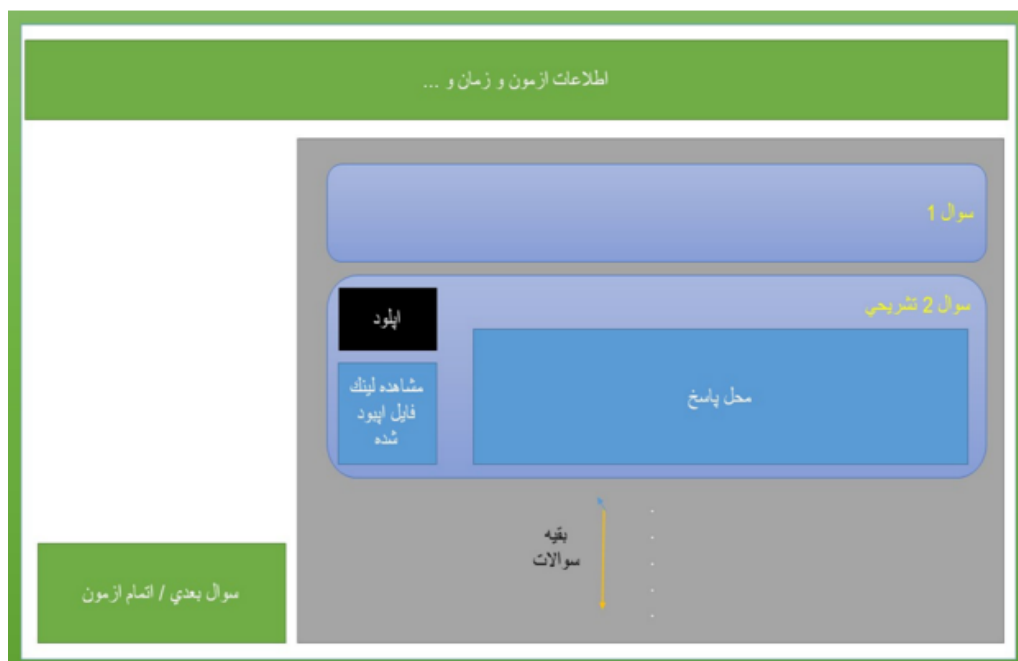 اطلاعات ازمون و زمان و ...
سوال 1
سوال 2 تشريحي
محل پاسخ
اپلود
مشاهده لينك
فايل اپيود
شده
بقيه
سوالات
سوال بعدي / اتمام ازمون